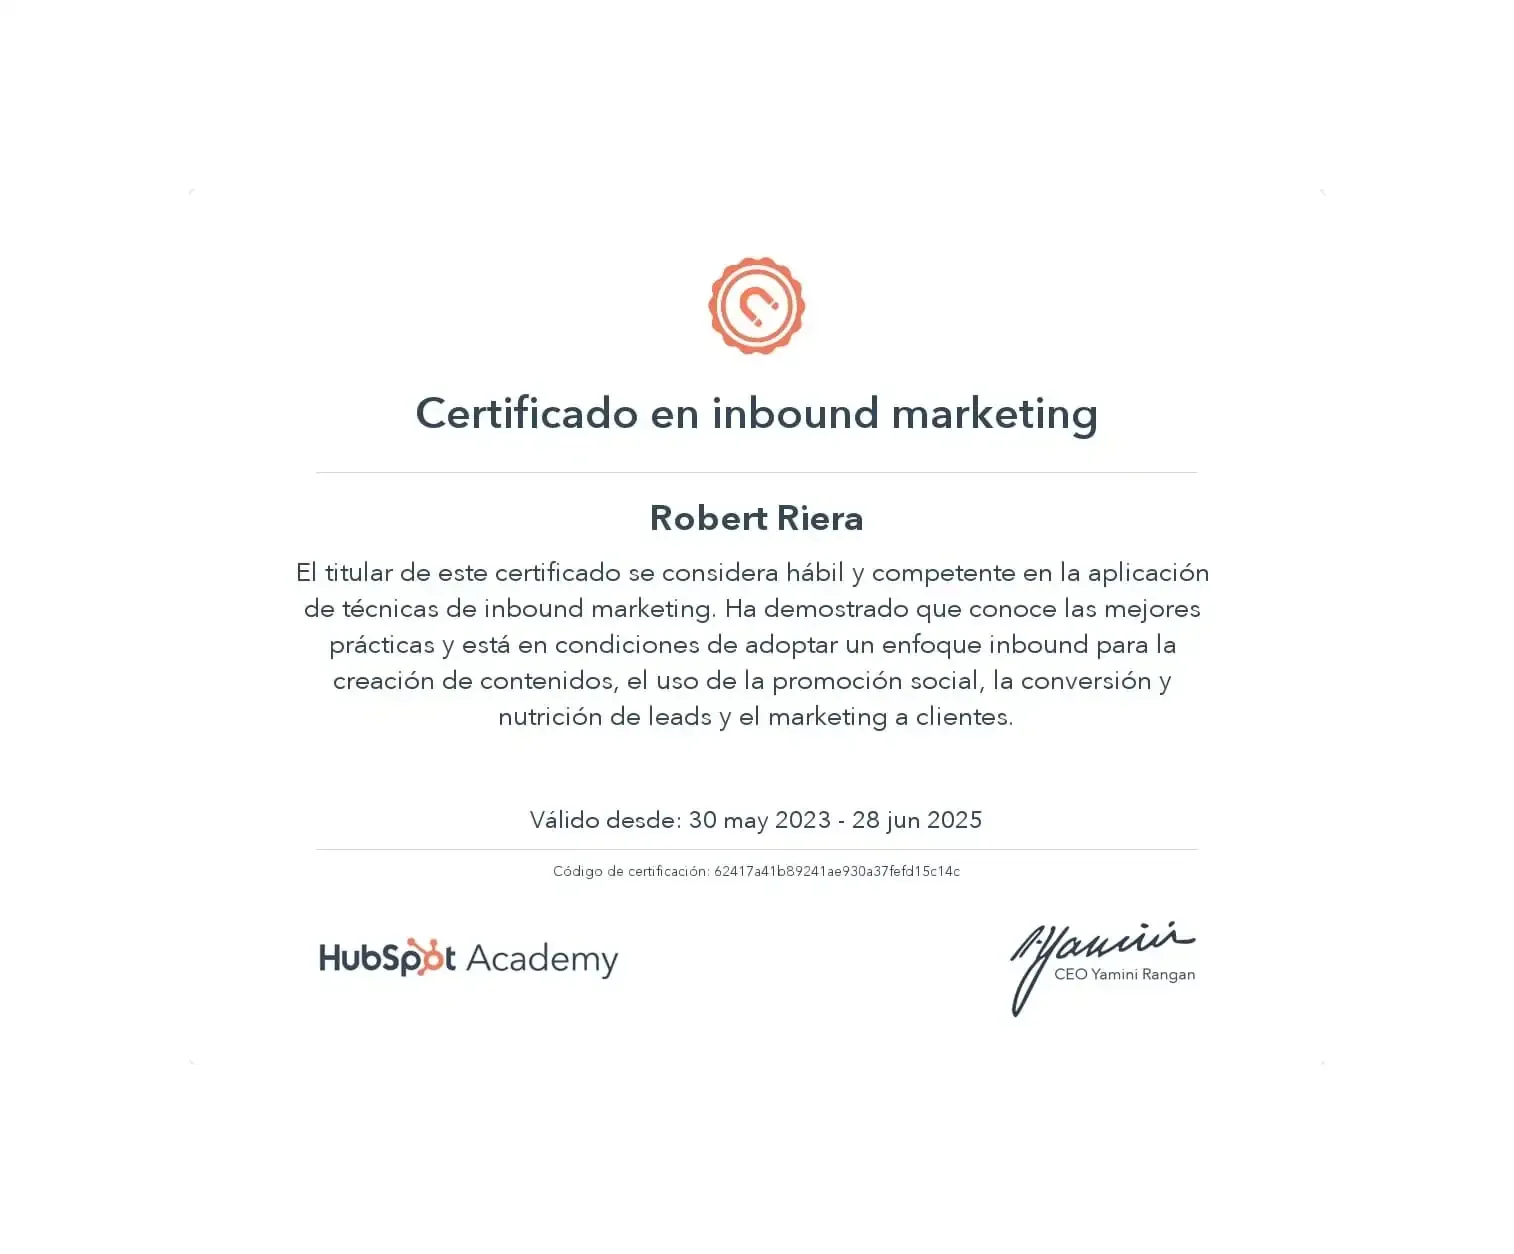 Certificado en inbound marketing
Robert Riera
El titular de este certificado se considera hábil y competente en la aplicación
de técnicas de inbound marketing. Ha demostrado que conoce las mejores
prácticas y está en condiciones de adoptar un enfoque inbound para la
creación de contenidos, el uso de la promoción social, la conversión y
nutrición de leads y el marketing a clientes.
Válido desde: 30 may 2023 - 28 jun 2025
Código de certificación: 62417a41b89241ae930a37fefd15c14c
HubSpot Academy
Yamini
CEO Yamini Rangan